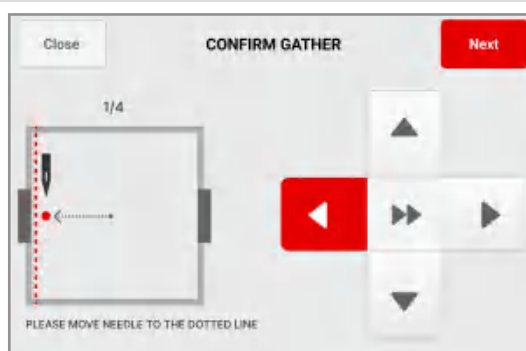 Close
CONFIRM GATHER
Next
1/4
PLEASE MOVE NEEDLE TO THE DOTTED LINE